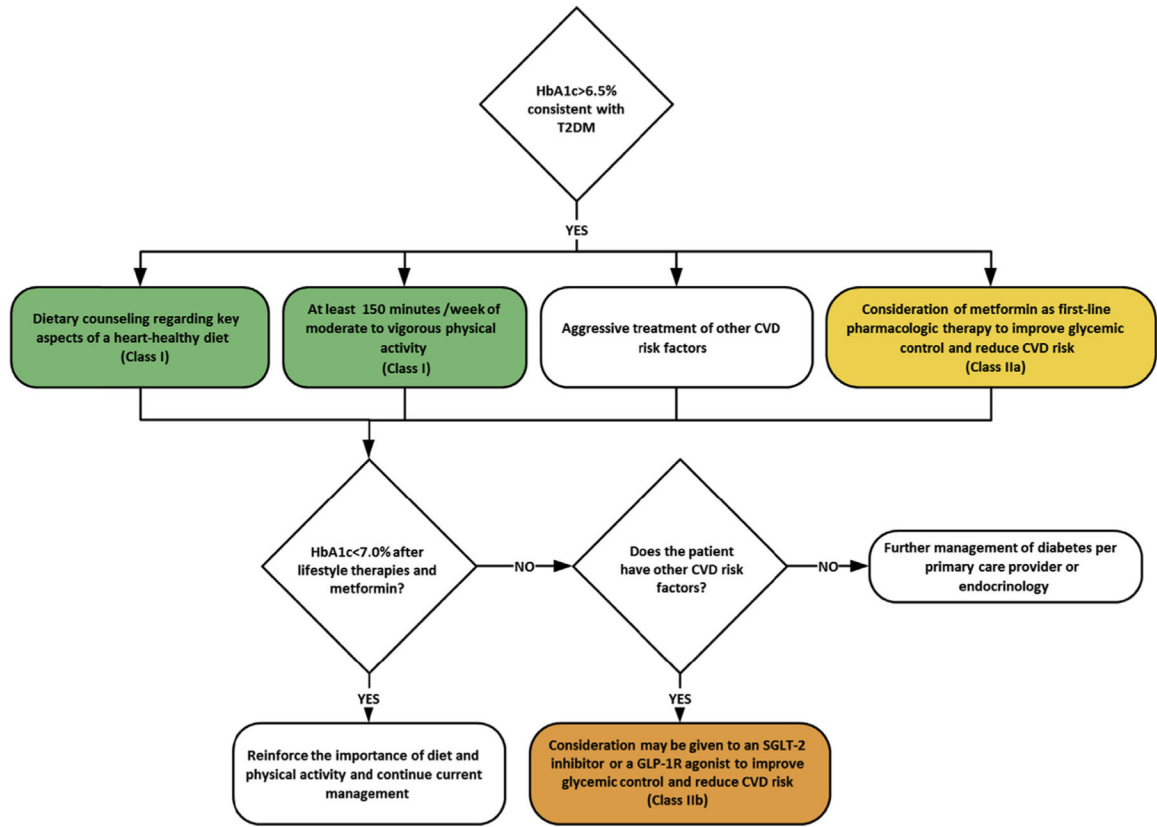 HbA1c>6.5%
consistent with
T2DM
YES
Dietary counseling regarding key
aspects of a heart-healthy diet
(Class I)
At least 150 minutes /week of
moderate to vigorous physical
activity
(Class I)
Aggressive treatment of other CVD
risk factors
Consideration of metformin as first-line
pharmacologic therapy to improve glycemic
control and reduce CVD risk
(Class IIa)
HbA1c<7.0% after
lifestyle therapies and
metformin?
NO
Does the patient
have other CVD risk
factors?
NO
Further management of diabetes per
primary care provider or
endocrinology
YES
YES
Reinforce the importance of diet and
physical activity and continue current
management
Consideration may be given to an SGLT-2
inhibitor or a GLP-1R agonist to improve
glycemic control and reduce CVD risk
(Class IIb)